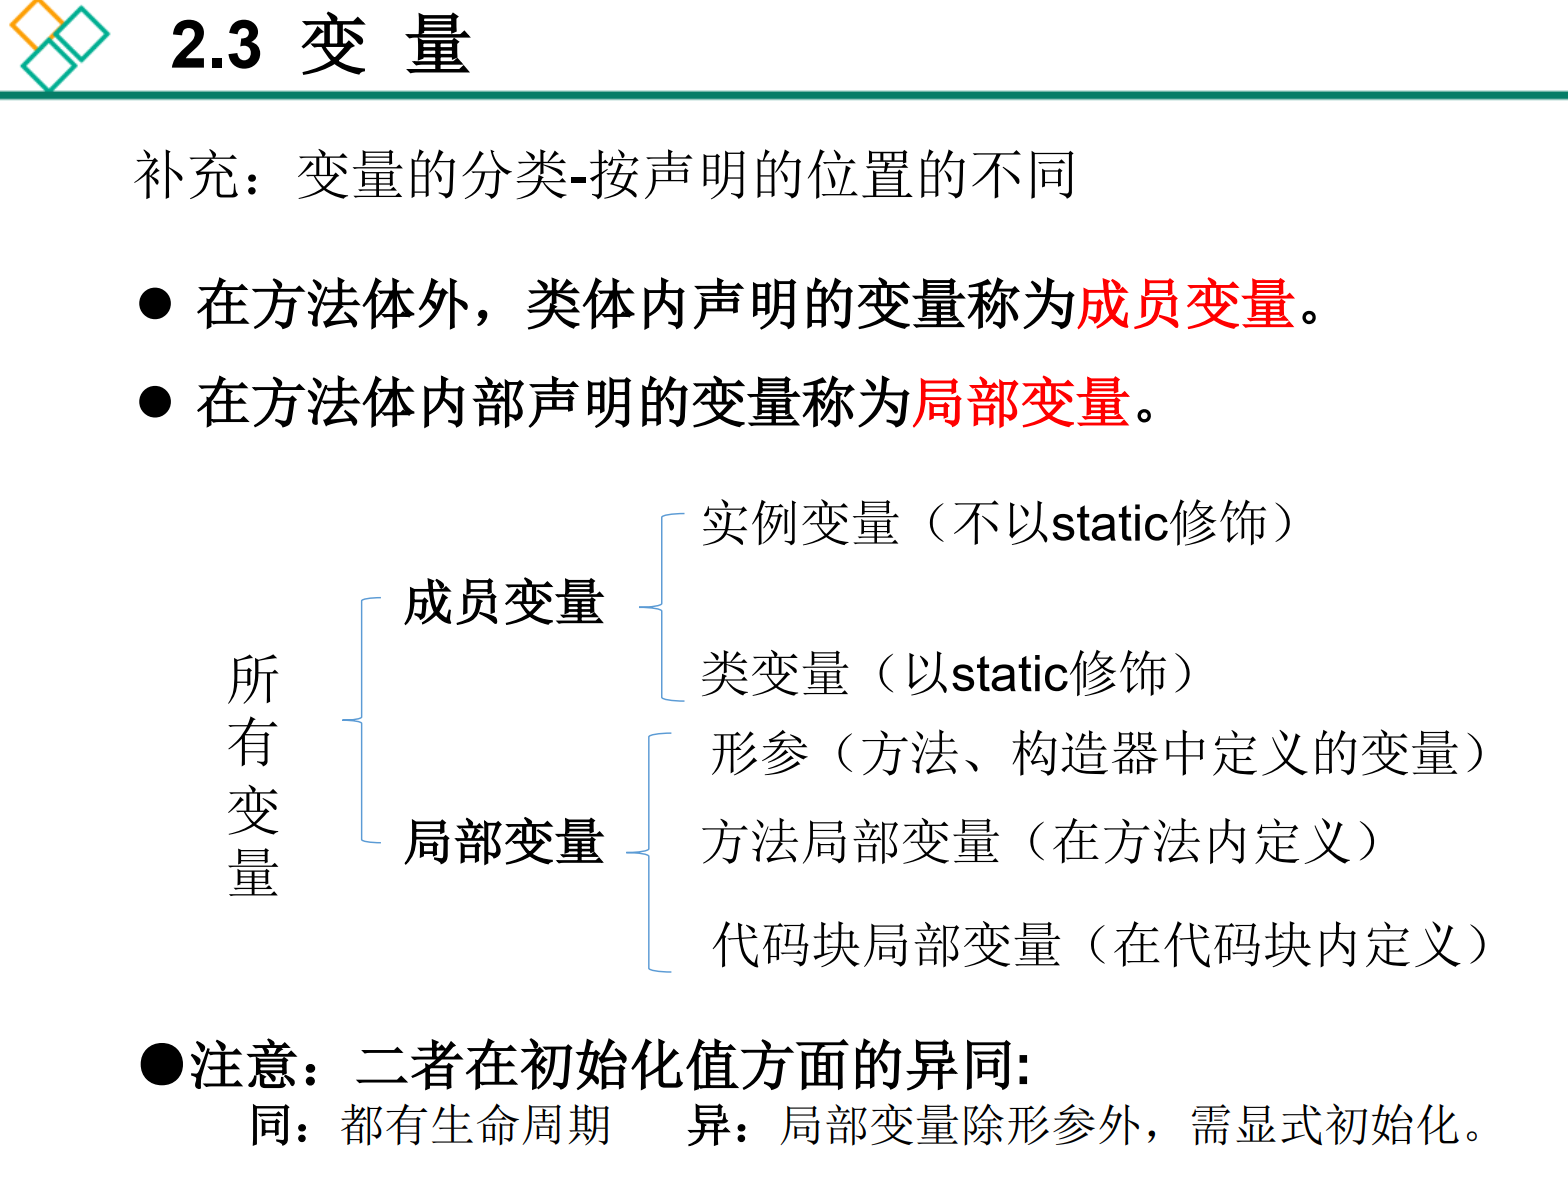 2.3 变 量
补充：变量的分类-按声明的位置的不同
● 在方法体外，类体内声明的变量称为成员变量。
● 在方法体内部声明的变量称为局部变量。
所有变量
成员变量
实例变量（不以static修饰）
类变量（以static修饰）
局部变量
形参（方法、构造器中定义的变量）
方法局部变量（在方法内定义）
代码块局部变量（在代码块内定义）
●注意：二者在初始化值方面的异同:
同：都有生命周期 异：局部变量除形参外，需显式初始化。